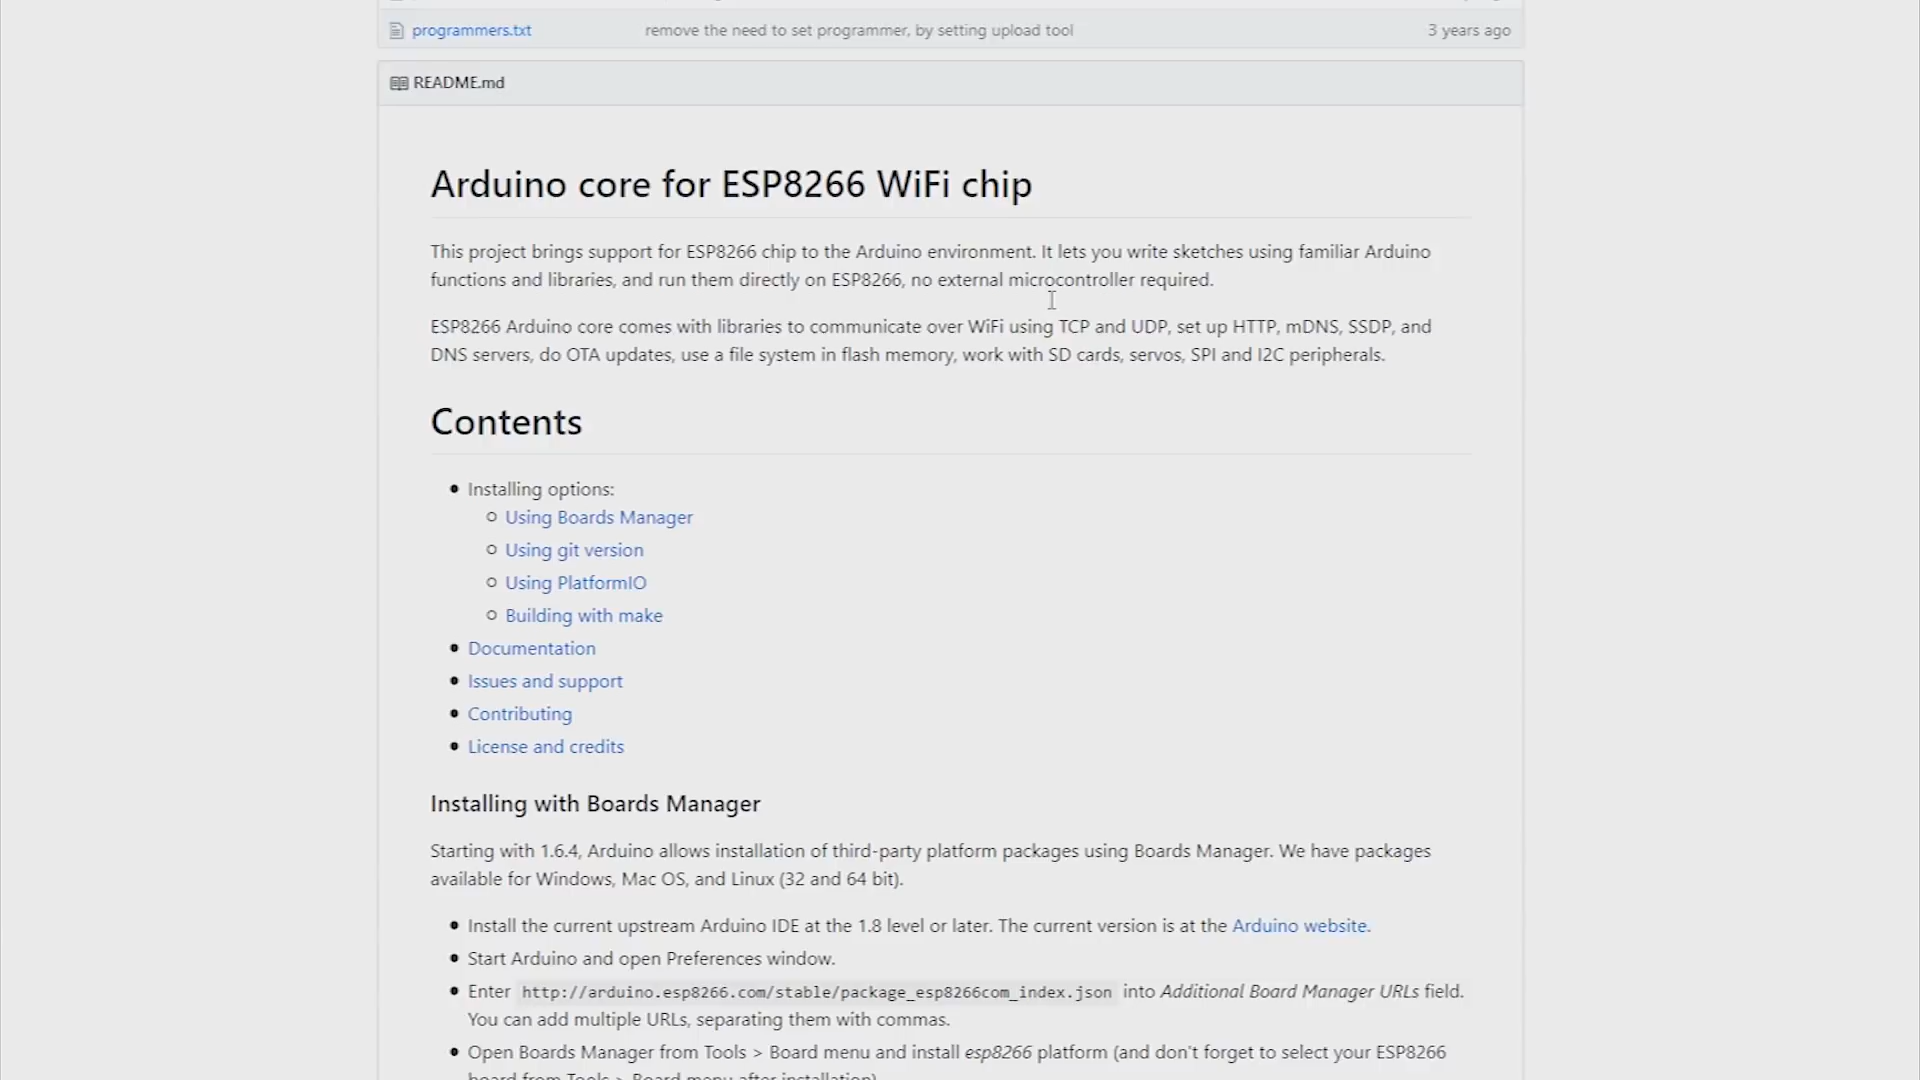 programmers.txt remove the need to set programmer, by setting upload tool 3 years ago
README.md
Arduino core for ESP8266 WiFi chip
This project brings support for ESP8266 chip to the Arduino environment. It lets you write sketches using familiar Arduino
functions and libraries, and run them directly on ESP8266, no external microcontroller required.
ESP8266 Arduino core comes with libraries to communicate over WiFi using TCP and UDP, set up HTTP, mDNS, SSDP, and
DNS servers, do OTA updates, use a file system in flash memory, work with SD cards, servos, SPI and I2C peripherals.
Contents
Installing options:
Using Boards Manager
Using git version
Using PlatformIO
Building with make
Documentation
Issues and support
Contributing
License and credits
Installing with Boards Manager
Starting with 1.6.4, Arduino allows installation of third-party platform packages using Boards Manager. We have packages
available for Windows, Mac OS, and Linux (32 and 64 bit).
Install the current upstream Arduino IDE at the 1.8 level or later. The current version is at the Arduino website.
Start Arduino and open Preferences window.
Enter http://arduino.esp8266.com/stable/package_esp8266com_index.json into Additional Board Manager URLs field.
You can add multiple URLs, separating them with commas.
Open Boards Manager from Tools > Board menu and install esp8266 platform (and don't forget to select your ESP8266
board from Tools > Board menu after installation)